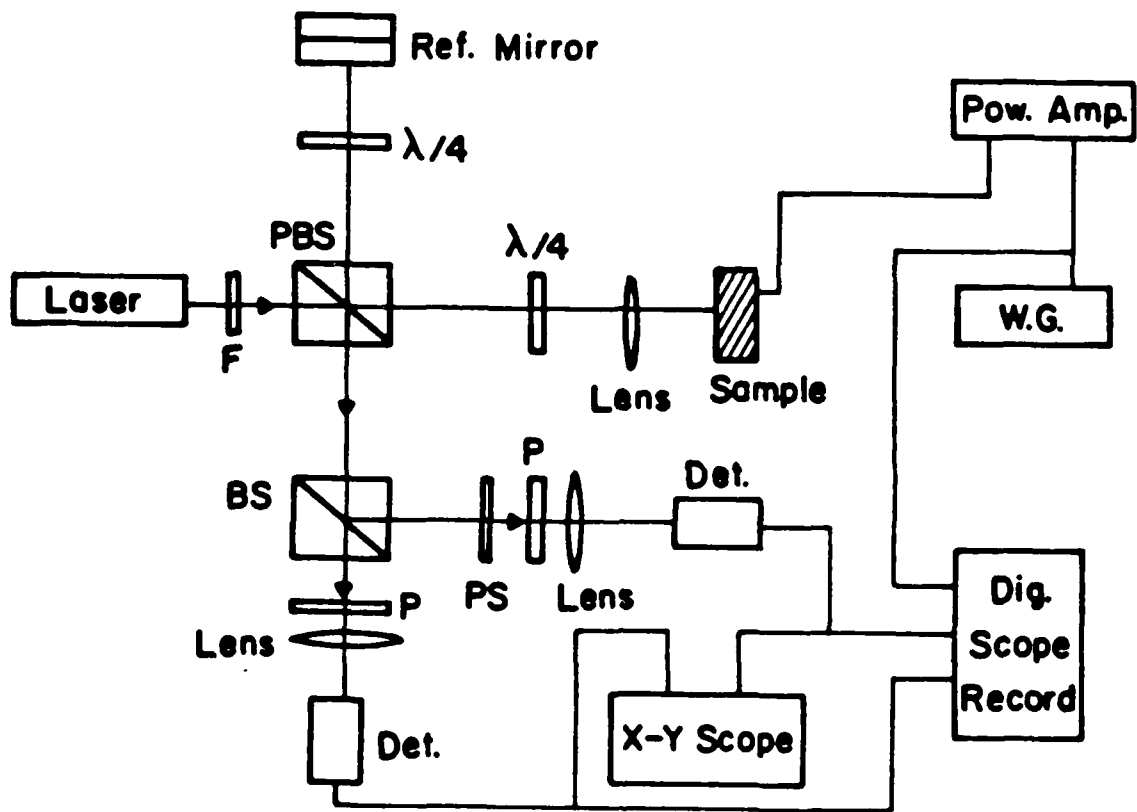 Ref. Mirror
Pow. Amp.
λ/4
PBS
λ/4
Laser
W.G.
F
Lens
Sample
P
Det.
BS
PS
Lens
Dig.
Scope
Record
P
Lens
X-Y Scope
Det.